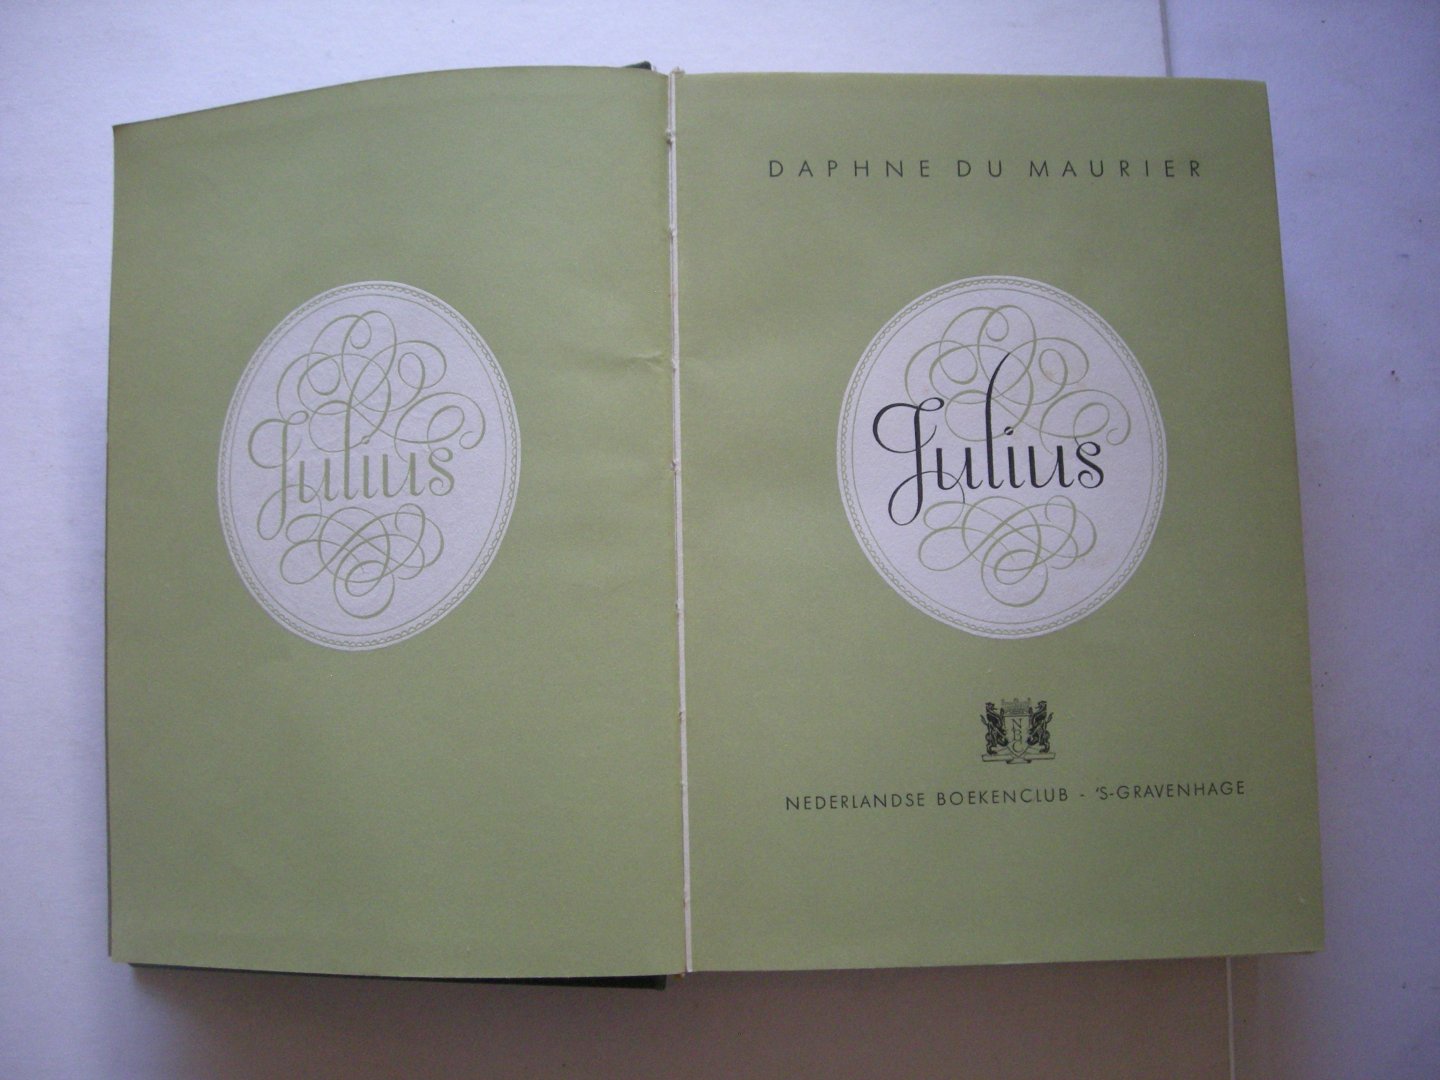 Julius
DAPHNE DU MAURIER
Julius
NBC
NEDERLANDSE BOEKENCLUB - 'S-GRAVENHAGE